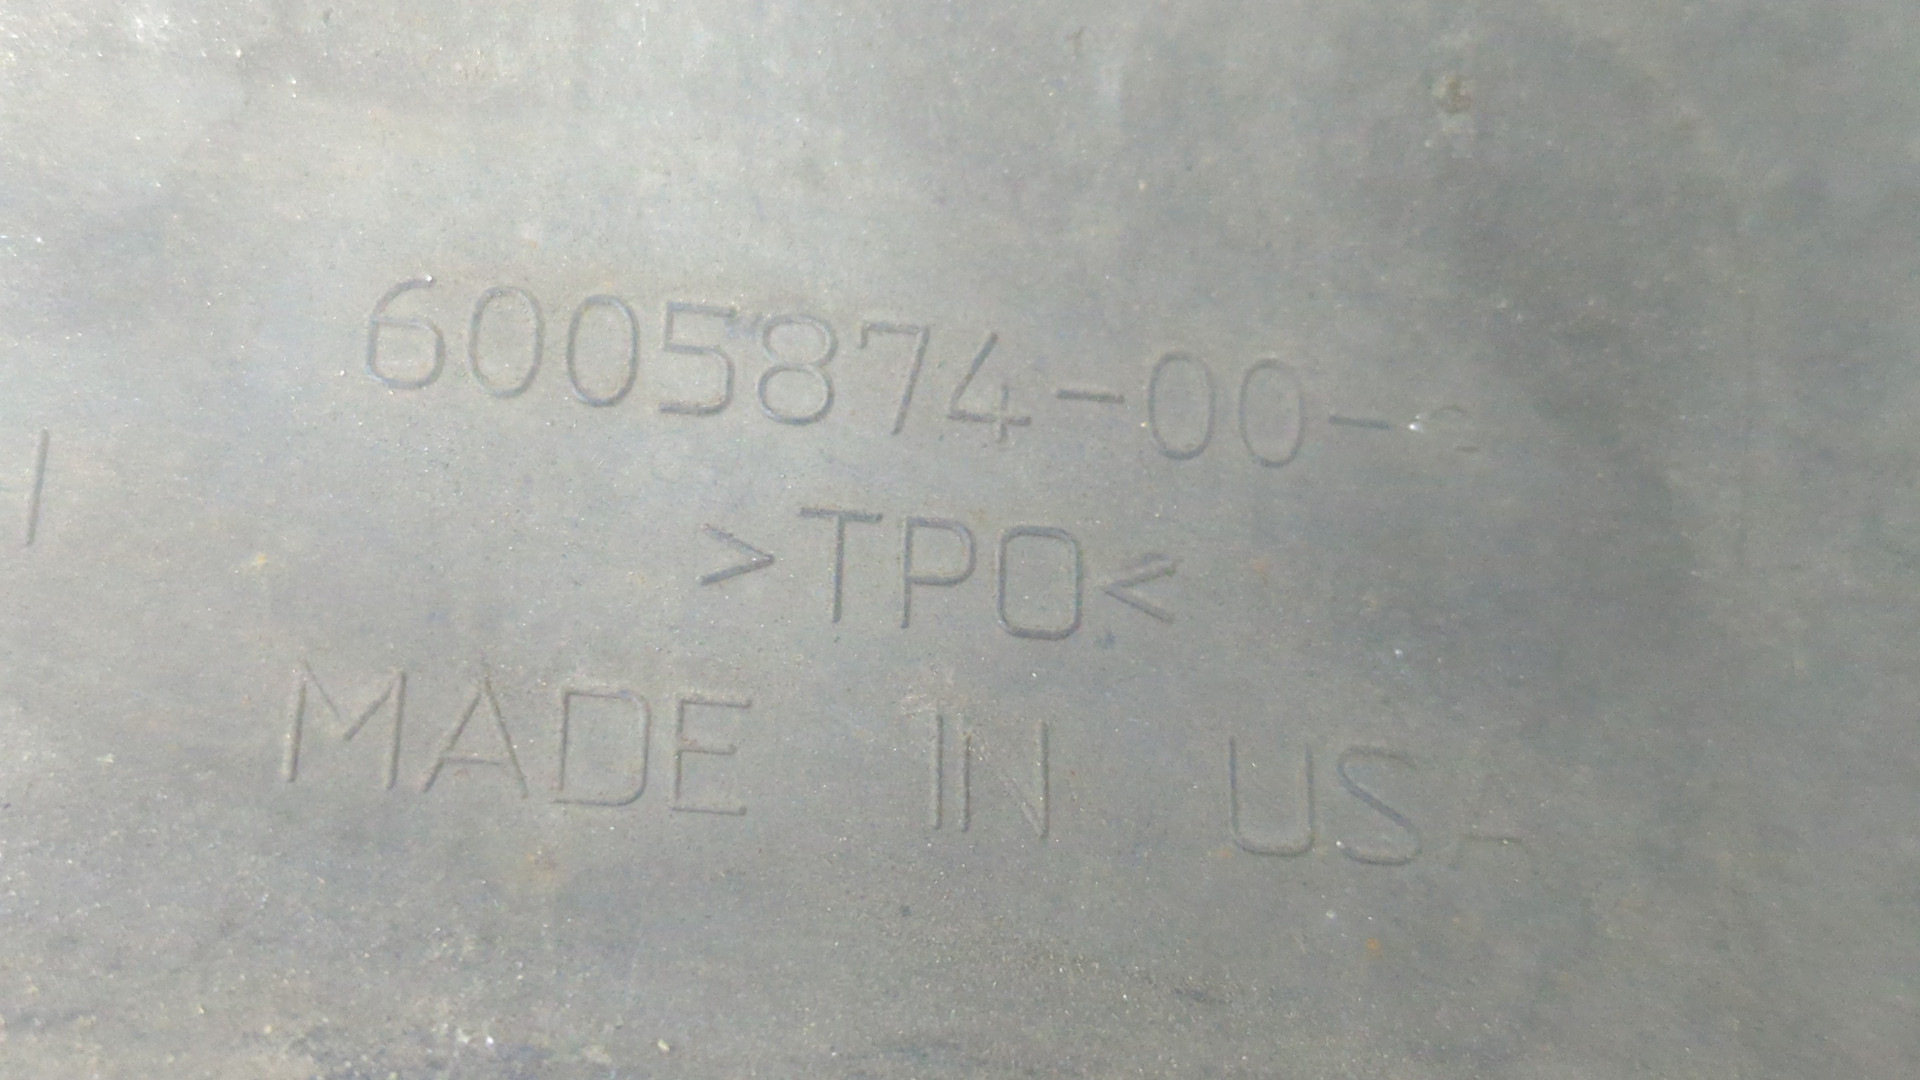 6005874-00-
>TPO<
MADE IN USA